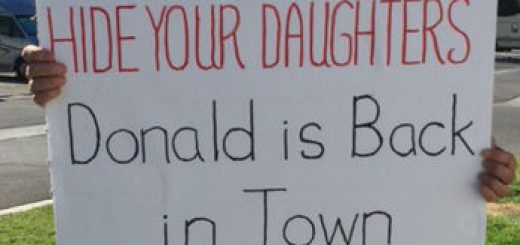 HIDE YOUR DAUGHTERS
Donald is Back
in Town